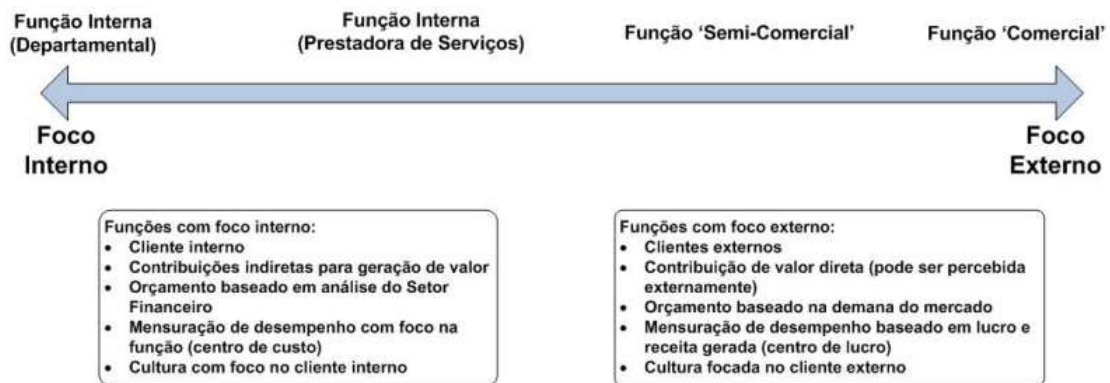 Função Interna
(Departamental)
Função Interna
(Prestadora de Serviços)
Função 'Semi-Comercial'
Função 'Comercial'
Foco
Interno
Foco
Externo
Funções com foco interno:
• Cliente interno
• Contribuições indiretas para geração de valor
• Orçamento baseado em análise do Setor
Financeiro
• Mensuração de desempenho com foco na
função (centro de custo)
• Cultura com foco no cliente interno
Funções com foco externo:
• Clientes externos
• Contribuição de valor direta (pode ser percebida
externamente)
• Orçamento baseado na demana do mercado
• Mensuração de desempenho baseado em lucro e
receita gerada (centro de lucro)
• Cultura focada no cliente externo